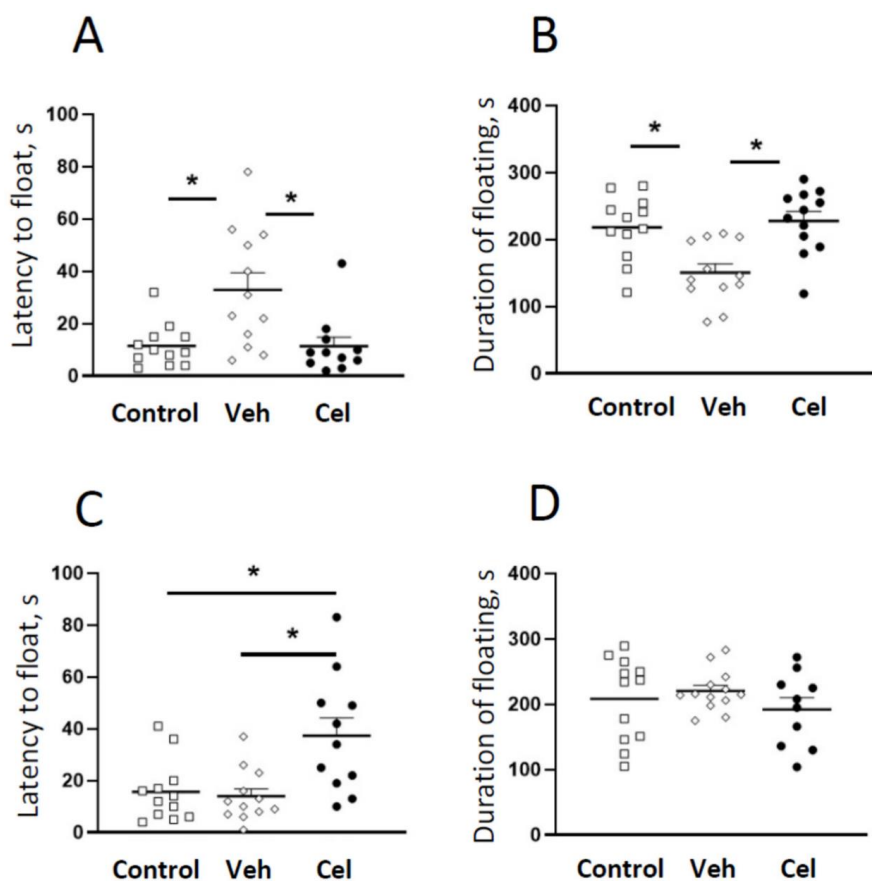 A
Latency to float, s
100
80
60
40
20
0
*
*
Control Veh Cel
B
Duration of floating, s
400
300
200
100
0
*
*
Control Veh Cel
C
Latency to float, s
100
80
60
40
20
0
*
*
Control Veh Cel
D
Duration of floating, s
400
300
200
100
0
Control Veh Cel